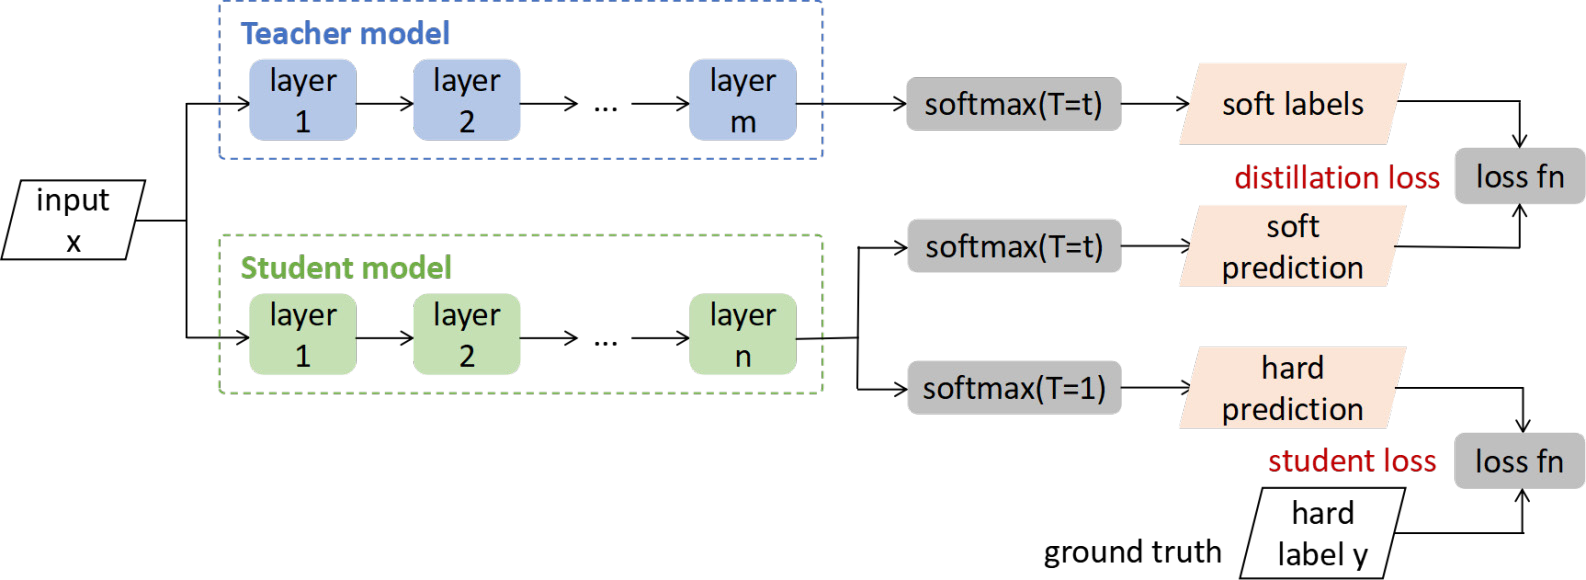 Teacher model
layer
1
layer
2
...
layer
m
softmax(T=t)
soft labels
distillation loss
loss fn
input
x
Student model
layer
1
layer
2
...
layer
n
softmax(T=t)
soft
prediction
softmax(T=1)
hard
prediction
student loss
loss fn
ground truth
hard
label y